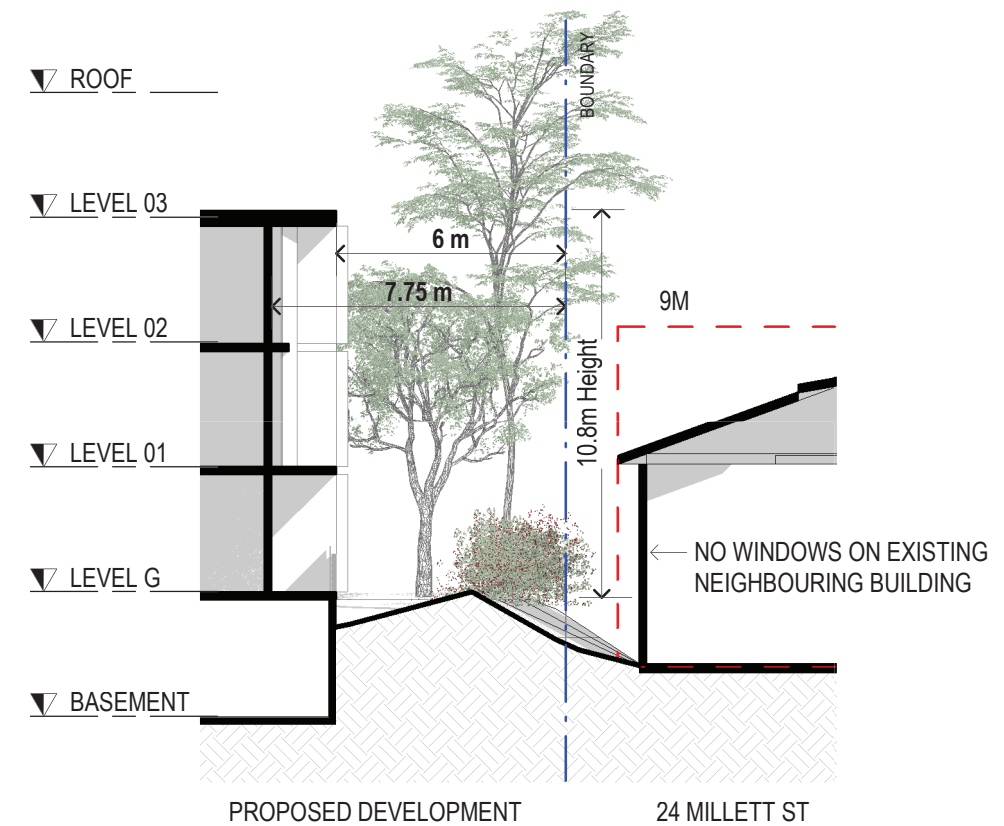 ROOF
BOUNDARY
LEVEL 03
6 m
7.75 m
9M
LEVEL 02
10.8m Height
LEVEL 01
NO WINDOWS ON EXISTING
NEIGHBOURING BUILDING
LEVEL G
BASEMENT
PROPOSED DEVELOPMENT
24 MILLETT ST